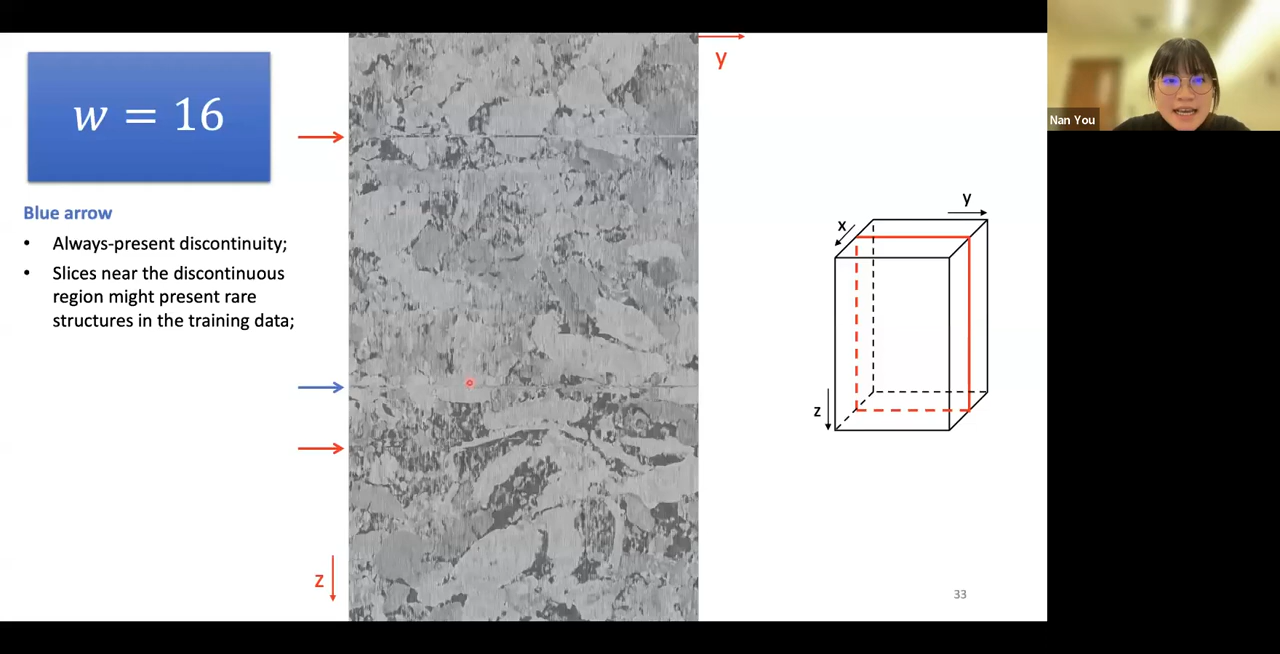 w = 16
Blue arrow
• Always-present discontinuity;
• Slices near the discontinuous
region might present rare
structures in the training data;
z
y
x
y
z
33
Nan You